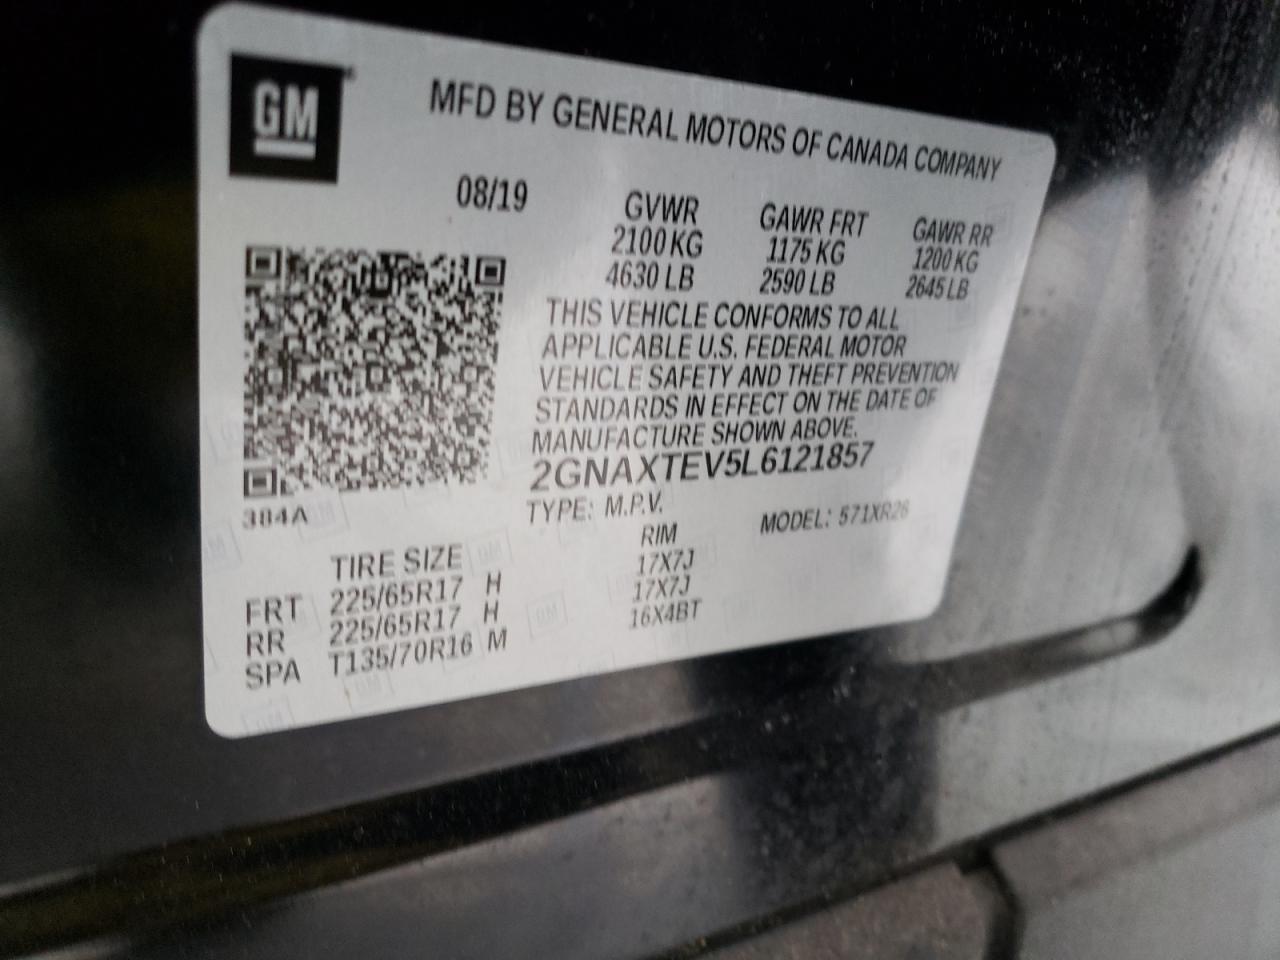 GM
MFD BY GENERAL MOTORS OF CANADA COMPANY
08/19
GVWR GAWR FRT GAWR RR
2100 KG 1175 KG 1200 KG
4630 LB 2590 LB 2645 LB
THIS VEHICLE CONFORMS TO ALL
APPLICABLE U.S. FEDERAL MOTOR
VEHICLE SAFETY AND THEFT PREVENTION
STANDARDS IN EFFECT ON THE DATE OF
MANUFACTURE SHOWN ABOVE.
2GNAXTEV5L6121857
TYPE: M.P.V. MODEL: 571XR26
384A
TIRE SIZE RIM
FRT 225/65R17 H 17X7J
RR 225/65R17 H 17X7J
SPA T135/70R16 M 16X4BT